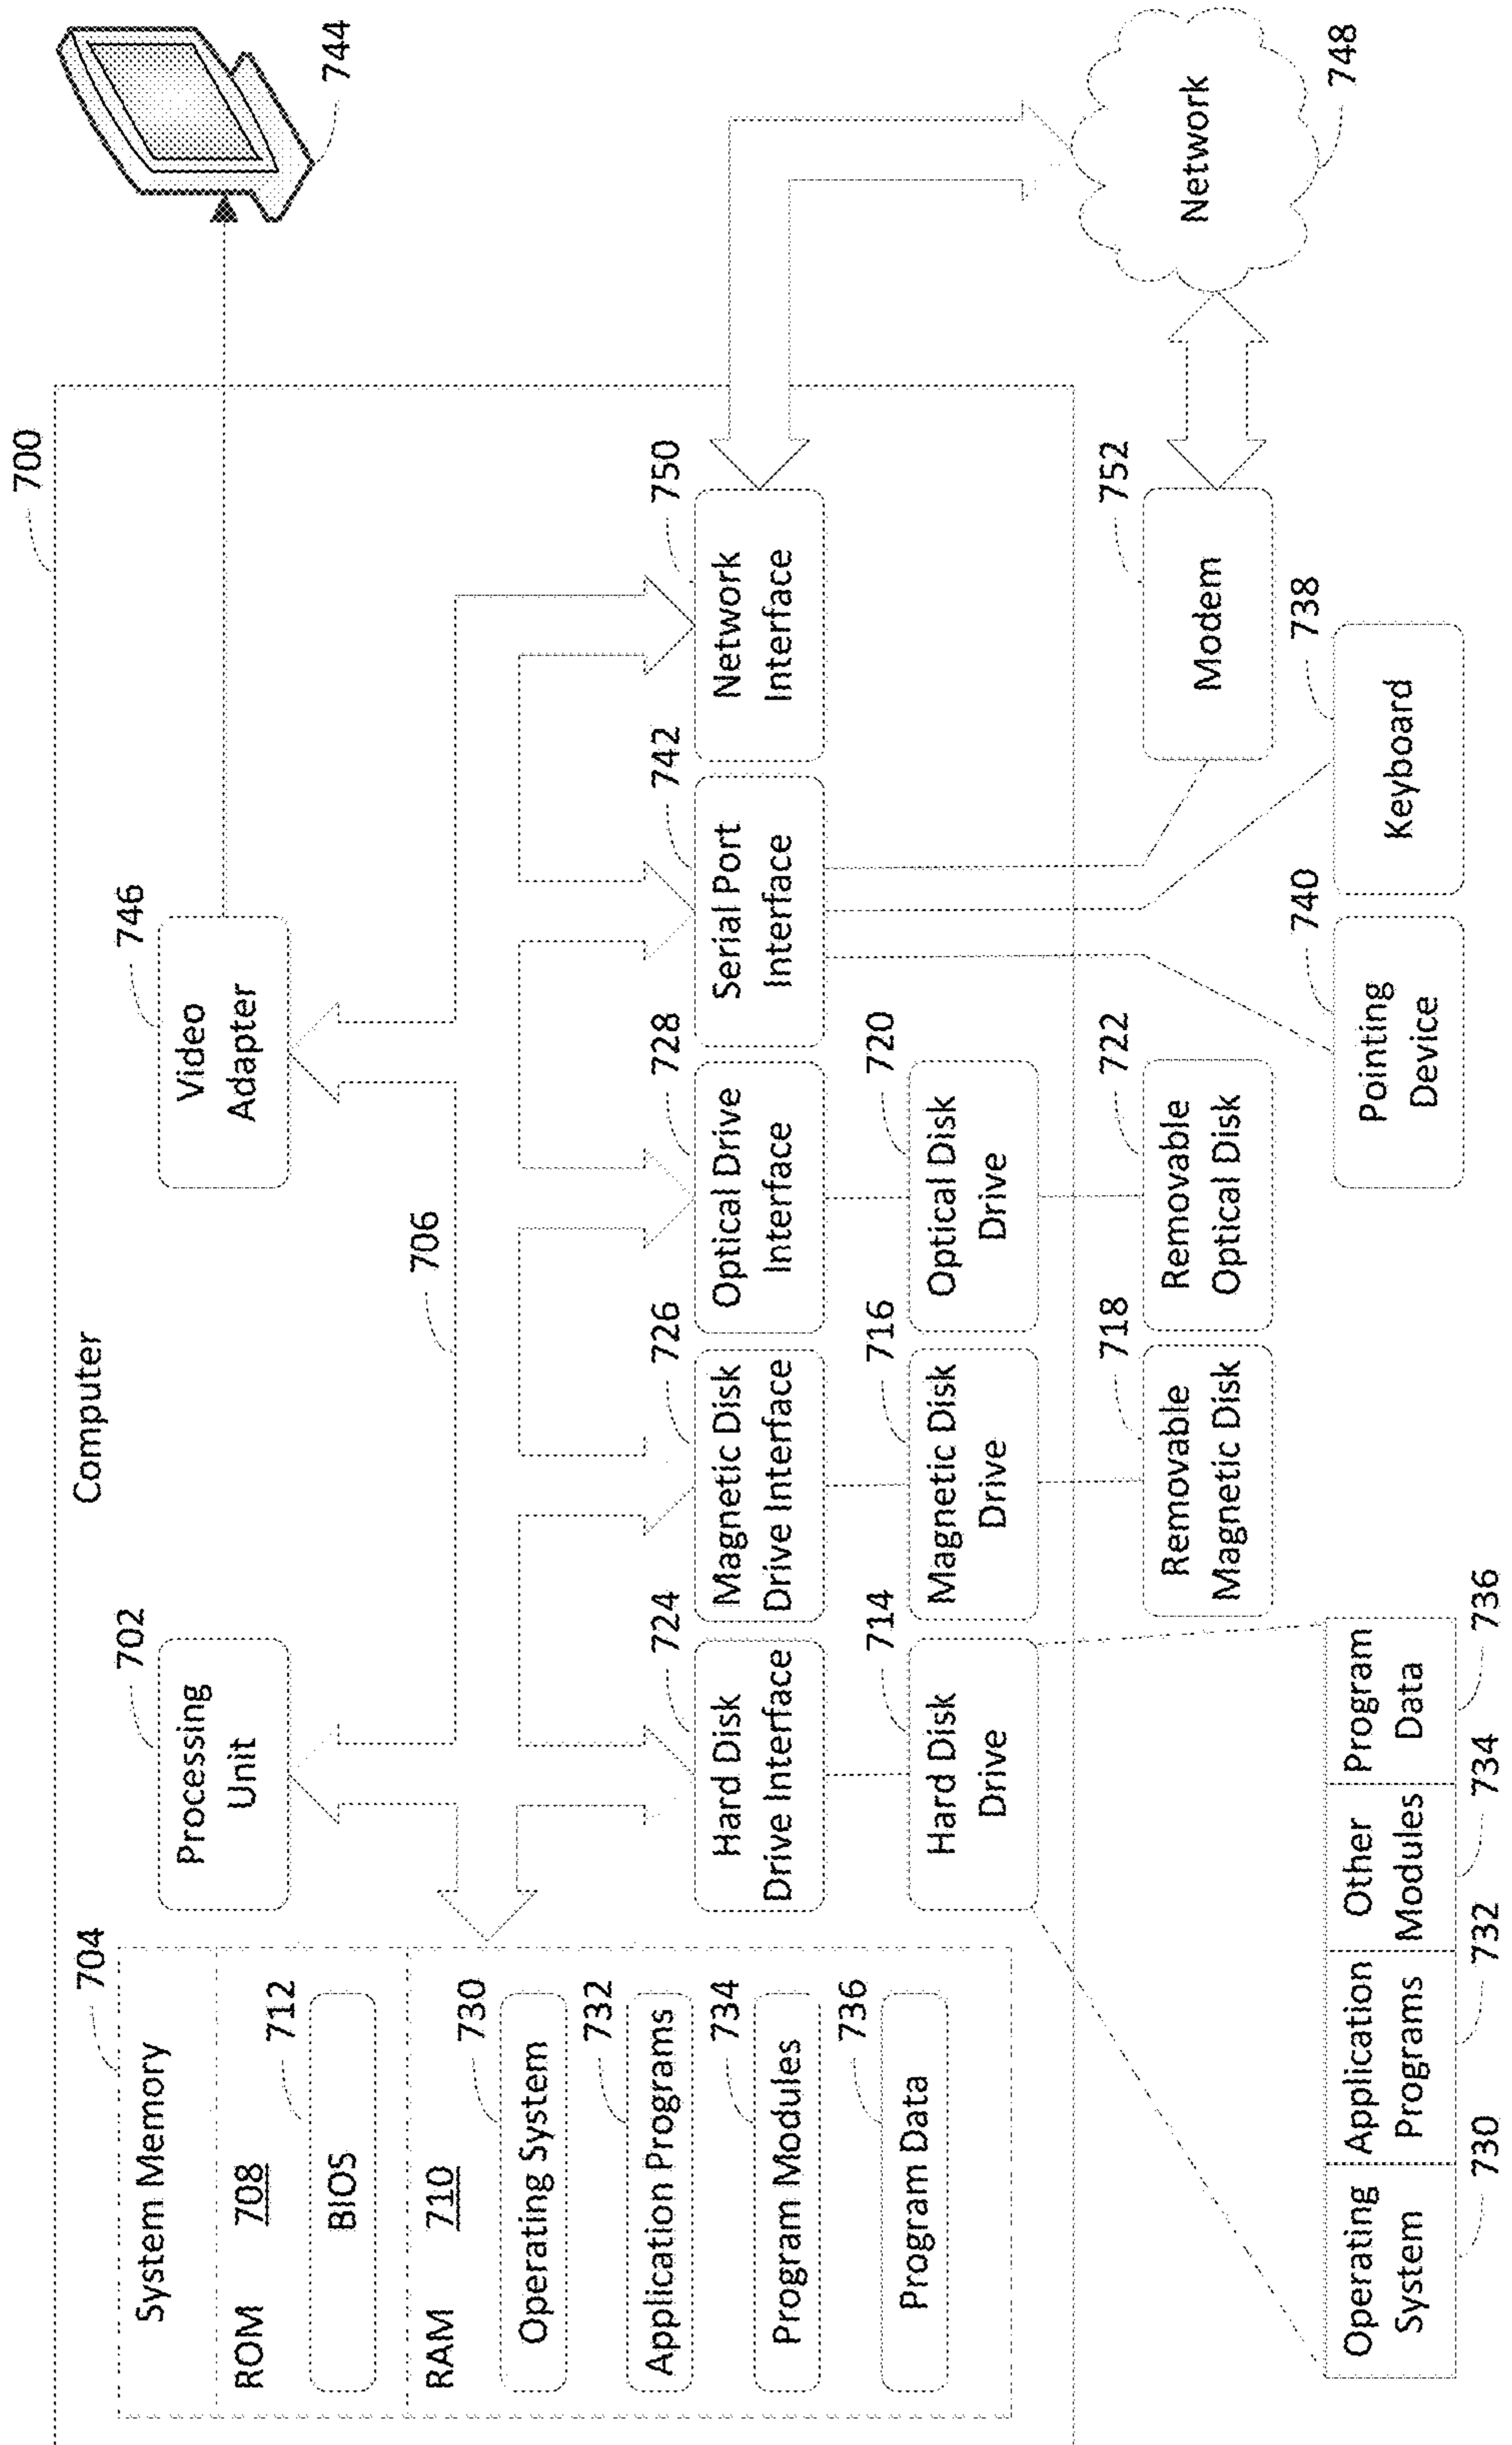 700
Computer
744
704
System Memory
ROM 708
712
BIOS
RAM 710
730
Operating System
732
Application Programs
734
Program Modules
736
Program Data
702
Processing
Unit
746
Video
Adapter
706
724
Hard Disk
Drive Interface
726
Magnetic Disk
Drive Interface
728
Optical Drive
Interface
742
Serial Port
Interface
750
Network
Interface
714
Hard Disk
Drive
716
Magnetic Disk
Drive
720
Optical Disk
Drive
718
Removable
Magnetic Disk
722
Removable
Optical Disk
752
Modem
Network
748
740
Pointing
Device
738
Keyboard
Operating
System
730
Application
Programs
732
Other
Modules
734
Program
Data
736